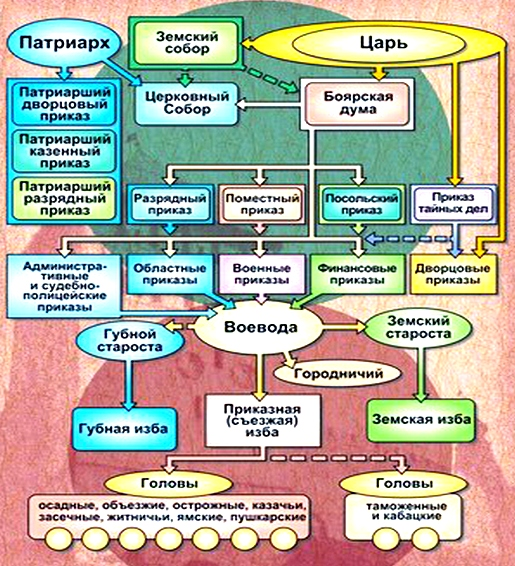 Патриарх
Земский
собор
Царь
Патриарший
дворцовый
приказ
Патриарший
казенный
приказ
Патриарший
разрядный
приказ
Церковный
Собор
Боярская
дума
Разрядный
приказ
Поместный
приказ
Посольский
приказ
Приказ
тайных дел
Администра-
тивные
и судебно-
полицейские
приказы
Областные
приказы
Военные
приказы
Финансовые
приказы
Дворцовые
приказы
Губной
староста
Воевода
Земский
староста
Городничий
Губная изба
Приказная
(съезжая)
изба
Земская изба
Головы
осадные, объезжие, острожные, казачьи,
засечные, житничьи, ямские, пушкарские
Головы
таможенные
и кабацкие